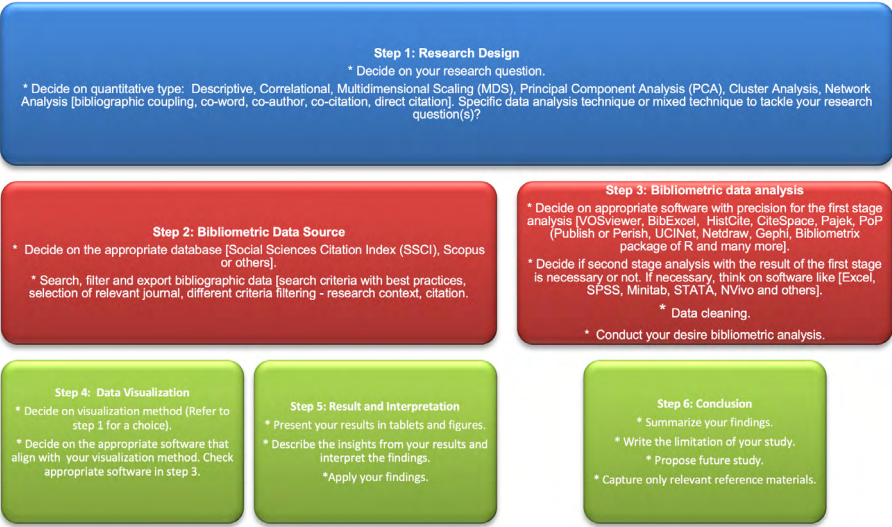 Step 1: Research Design
* Decide on your research question.
* Decide on quantitative type: Descriptive, Correlational, Multidimensional Scaling (MDS), Principal Component Analysis (PCA), Cluster Analysis, Network
Analysis [bibliographic coupling, co-word, co-author, co-citation, direct citation]. Specific data analysis technique or mixed technique to tackle your research
question(s)?
Step 2: Bibliometric Data Source
* Decide on the appropriate database [Social Sciences Citation Index (SSCI), Scopus
or others].
* Search, filter and export bibliographic data [search criteria with best practices,
selection of relevant journal, different criteria filtering - research context, citation.
Step 3: Bibliometric data analysis
* Decide on appropriate software with precision for the first stage
analysis [VOSviewer, BibExcel, HistCite, CiteSpace, Pajek, PoP
(Publish or Perish, UCINet, Netdraw, Gephi, Bibliometrix
package of R and many more].
* Decide if second stage analysis with the result of the first stage
is necessary or not. If necessary, think on software like [Excel,
SPSS, Minitab, STATA, NVivo and others].
* Data cleaning.
* Conduct your desire bibliometric analysis.
Step 4: Data Visualization
* Decide on visualization method (Refer to
step 1 for a choice).
* Decide on the appropriate software that
align with your visualization method. Check
appropriate software in step 3.
Step 5: Result and Interpretation
* Present your results in tablets and figures.
* Describe the insights from your results and
interpret the findings.
*Apply your findings.
Step 6: Conclusion
* Summarize your findings.
* Write the limitation of your study.
* Propose future study.
* Capture only relevant reference materials.